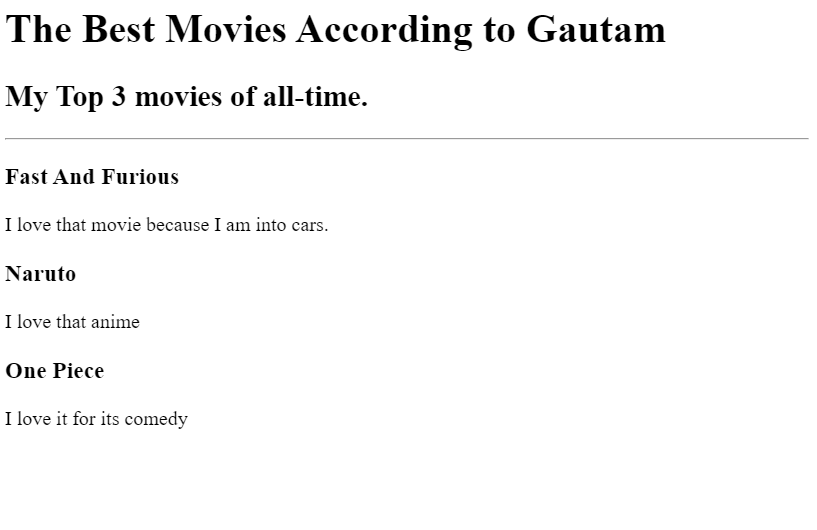 The Best Movies According to Gautam
My Top 3 movies of all-time.
Fast And Furious
I love that movie because I am into cars.
Naruto
I love that anime
One Piece
I love it for its comedy